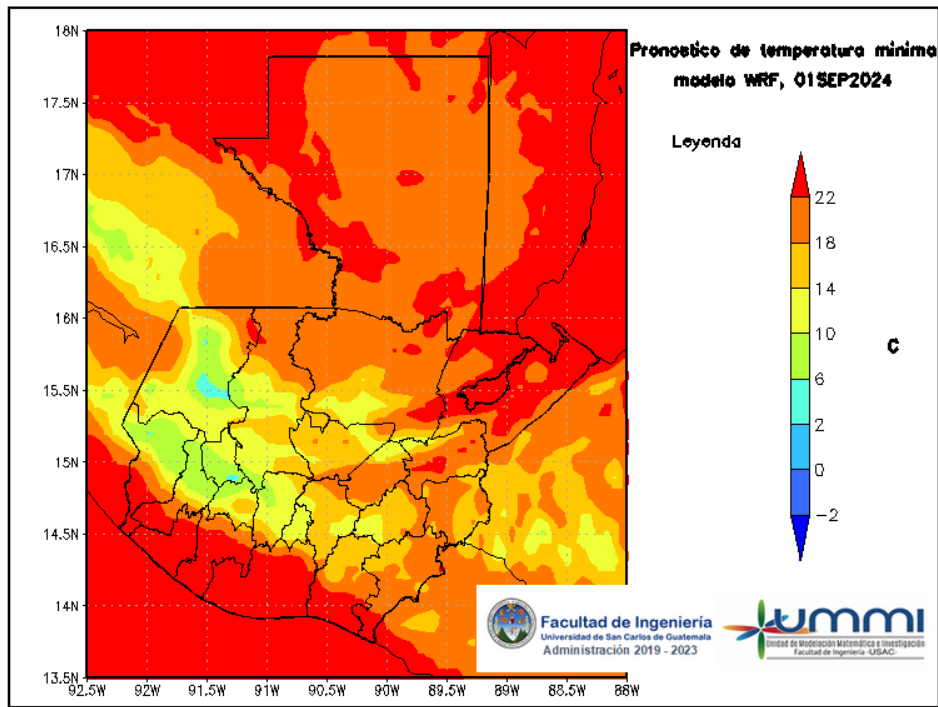 Pronostico de temperatura minima
modelo WRF, 01SEP2024
Leyenda
22
18
14
10
6
2
0
-2
C
18N
17.5N
17N
16.5N
16N
15.5N
15N
14.5N
14N
13.5N
92.5W 92W 91.5W 91W 90.5W 90W 89.5W 89W 88.5W 88W
Facultad de Ingeniería
Universidad de San Carlos de Guatemala
Administración 2019 - 2023
ummi
Unidad de Modelación Matemática e Investigación
Facultad de Ingeniería -USAC-